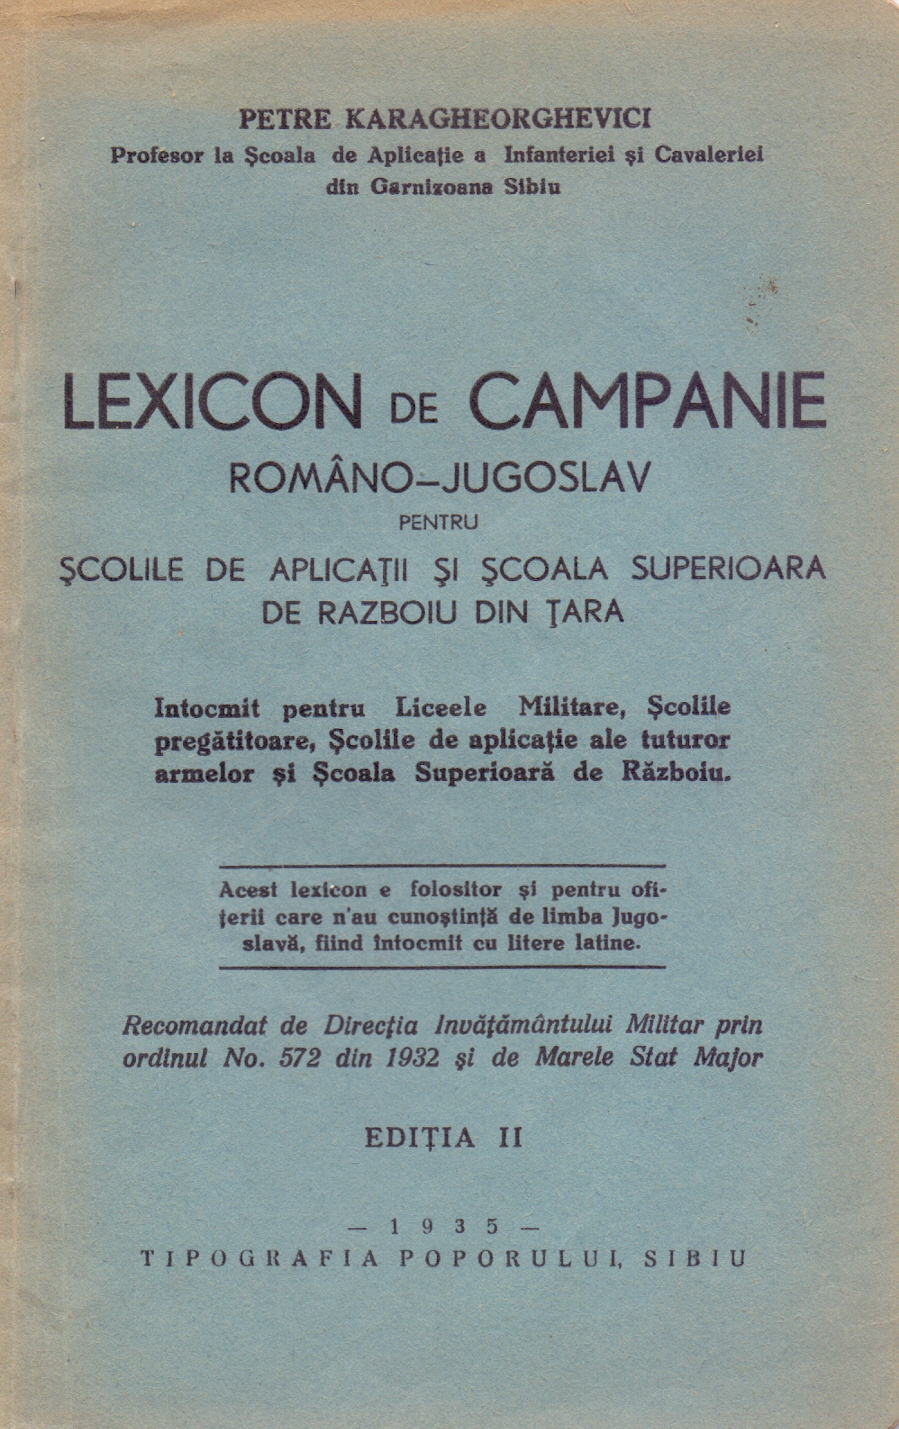 PETRE KARAGHEORGHEVICI
Profesor la Şcoala de Aplicaţie a Infanteriei şi Cavaleriei
din Garnizoana Sibiu
LEXICON DE CAMPANIE
ROMÂNO–JUGOSLAV
PENTRU
ŞCOLILE DE APLICAŢII ŞI ŞCOALA SUPERIOARA
DE RAZBOIU DIN ŢARA
Intocmit pentru Liceele Militare, Şcolile
pregătitoare, Şcolile de aplicaţie ale tuturor
armelor şi Şcoala Superioară de Războiu.
Acest lexicon e folositor şi pentru ofi-
ţerii care n'au cunoştinţă de limba Jugo-
slavă, fiind întocmit cu litere latine.
Recomandat de Direcţia Invăţământului Militar prin
ordinul No. 572 din 1932 şi de Marele Stat Major
EDIŢIA II
— 1935 —
TIPOGRAFIA POPORULUI, SIBIU